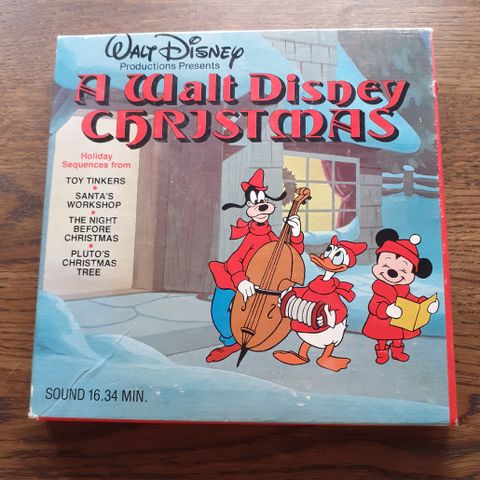 WALT DISNEY
Productions Presents
A Walt Disney
CHRISTMAS
Holiday
Sequences from
TOY TINKERS
•
SANTA'S
WORKSHOP
•
THE NIGHT
BEFORE
CHRISTMAS
•
PLUTO'S
CHRISTMAS
TREE
SOUND 16.34 MIN.